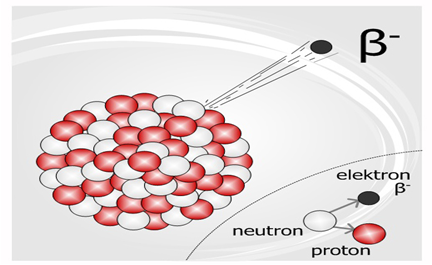 β⁻
elektron
β⁻
neutron
proton